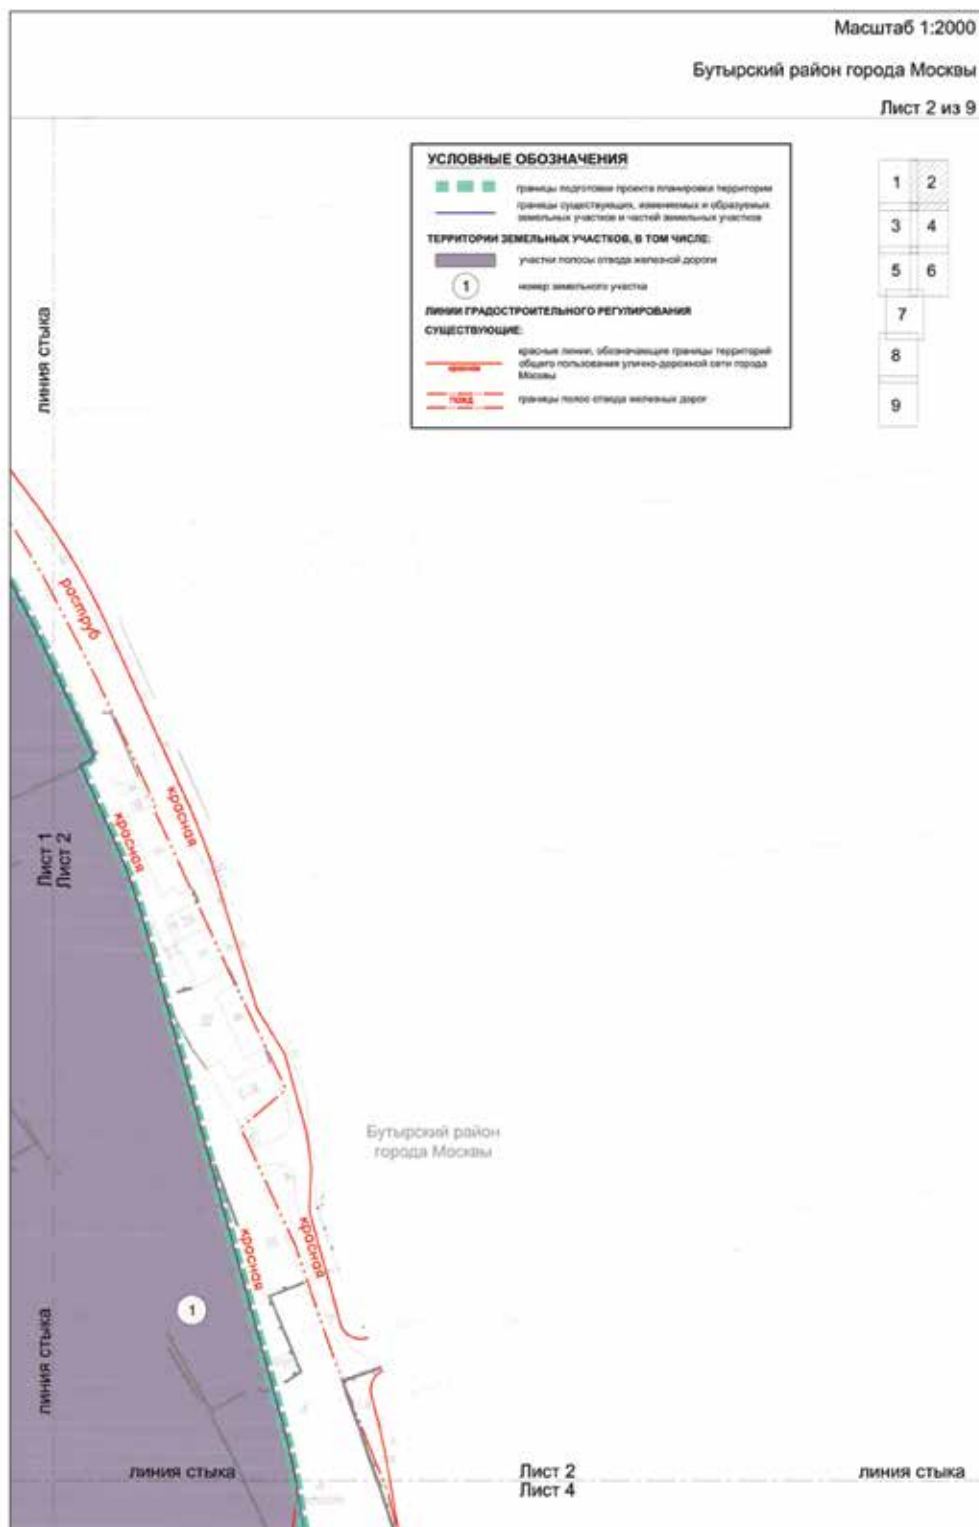 Масштаб 1:2000
Бутырский район города Москвы
Лист 2 из 9
УСЛОВНЫЕ ОБОЗНАЧЕНИЯ
границы подготовки проекта планировки территории
границы существующих, изменяемых и образуемых
земельных участков и частей земельных участков
ТЕРРИТОРИИ ЗЕМЕЛЬНЫХ УЧАСТКОВ, В ТОМ ЧИСЛЕ:
участки полосы отвода железной дороги
1
номер земельного участка
ЛИНИИ ГРАДОСТРОИТЕЛЬНОГО РЕГУЛИРОВАНИЯ
СУЩЕСТВУЮЩИЕ:
красная
красные линии, обозначающие границы территорий
общего пользования улично-дорожной сети города
Москвы
ПОЖД
границы полос отвода железных дорог
1 2
3 4
5 6
7
8
9
линия стыка
раструб
красная
красная
Лист 1
Лист 2
Бутырский район
города Москвы
красная
красная
1
линия стыка
линия стыка
Лист 2
Лист 4
линия стыка